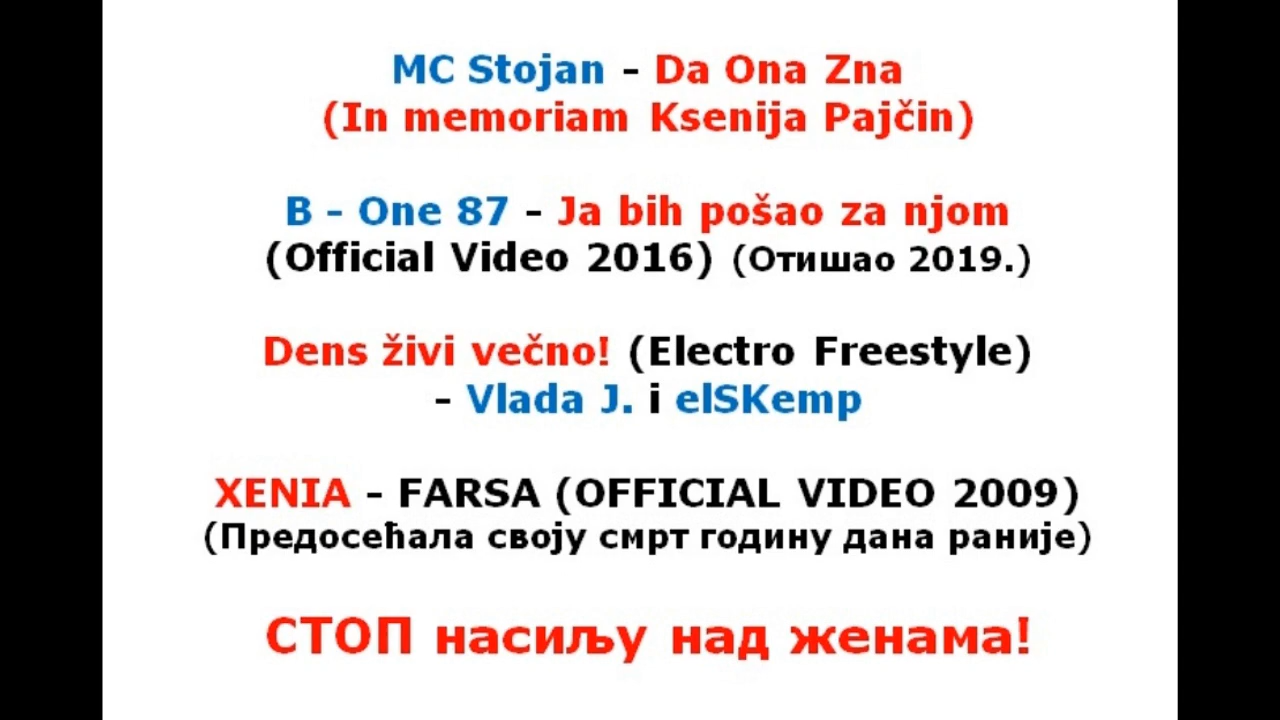 MC Stojan - Da Ona Zna
(In memoriam Ksenija Pajčin)
B - One 87 - Ja bih pošao za njom
(Official Video 2016) (Отишао 2019.)
Dens živi večno! (Electro Freestyle)
- Vlada J. i elSKemp
XENIA - FARSA (OFFICIAL VIDEO 2009)
(Предосећала своју смрт годину дана раније)
СТОП насиљу над женама!